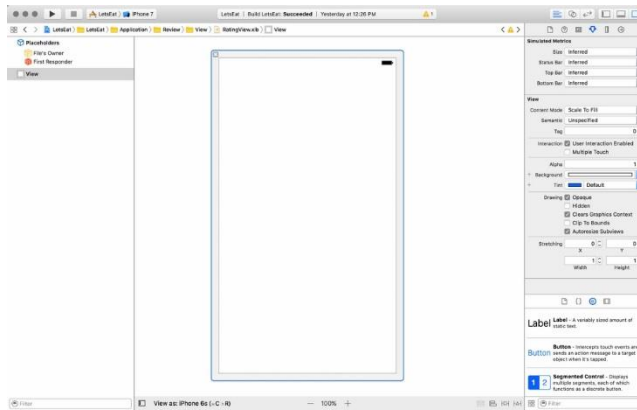 LetsEat
iPhone 7
LetsEat | Build LetsEat: Succeeded | Yesterday at 12:26 PM
1
LetsEat
LetsEat
Application
Review
View
RatingView.xib
View
Placeholders
File's Owner
First Responder
View
Filter
View as: iPhone 6s (wC hR)
100%
Simulated Metrics
Size Inferred
Status Bar Inferred
Top Bar Inferred
Bottom Bar Inferred
View
Content Mode Scale To Fill
Semantic Unspecified
Tag 0
Interaction User Interaction Enabled
Multiple Touch
Alpha 1
Background
Tint Default
Drawing Opaque
Hidden
Clears Graphics Context
Clip To Bounds
Autoresize Subviews
Stretching 0 0
X Y
1 1
Width Height
Label Label - A variably sized amount of
static text.
Button Button - Intercepts touch events and
sends an action message to a target
object when it's tapped.
1 2 Segmented Control - Displays
multiple segments, each of which
functions as a discrete button.
Filter